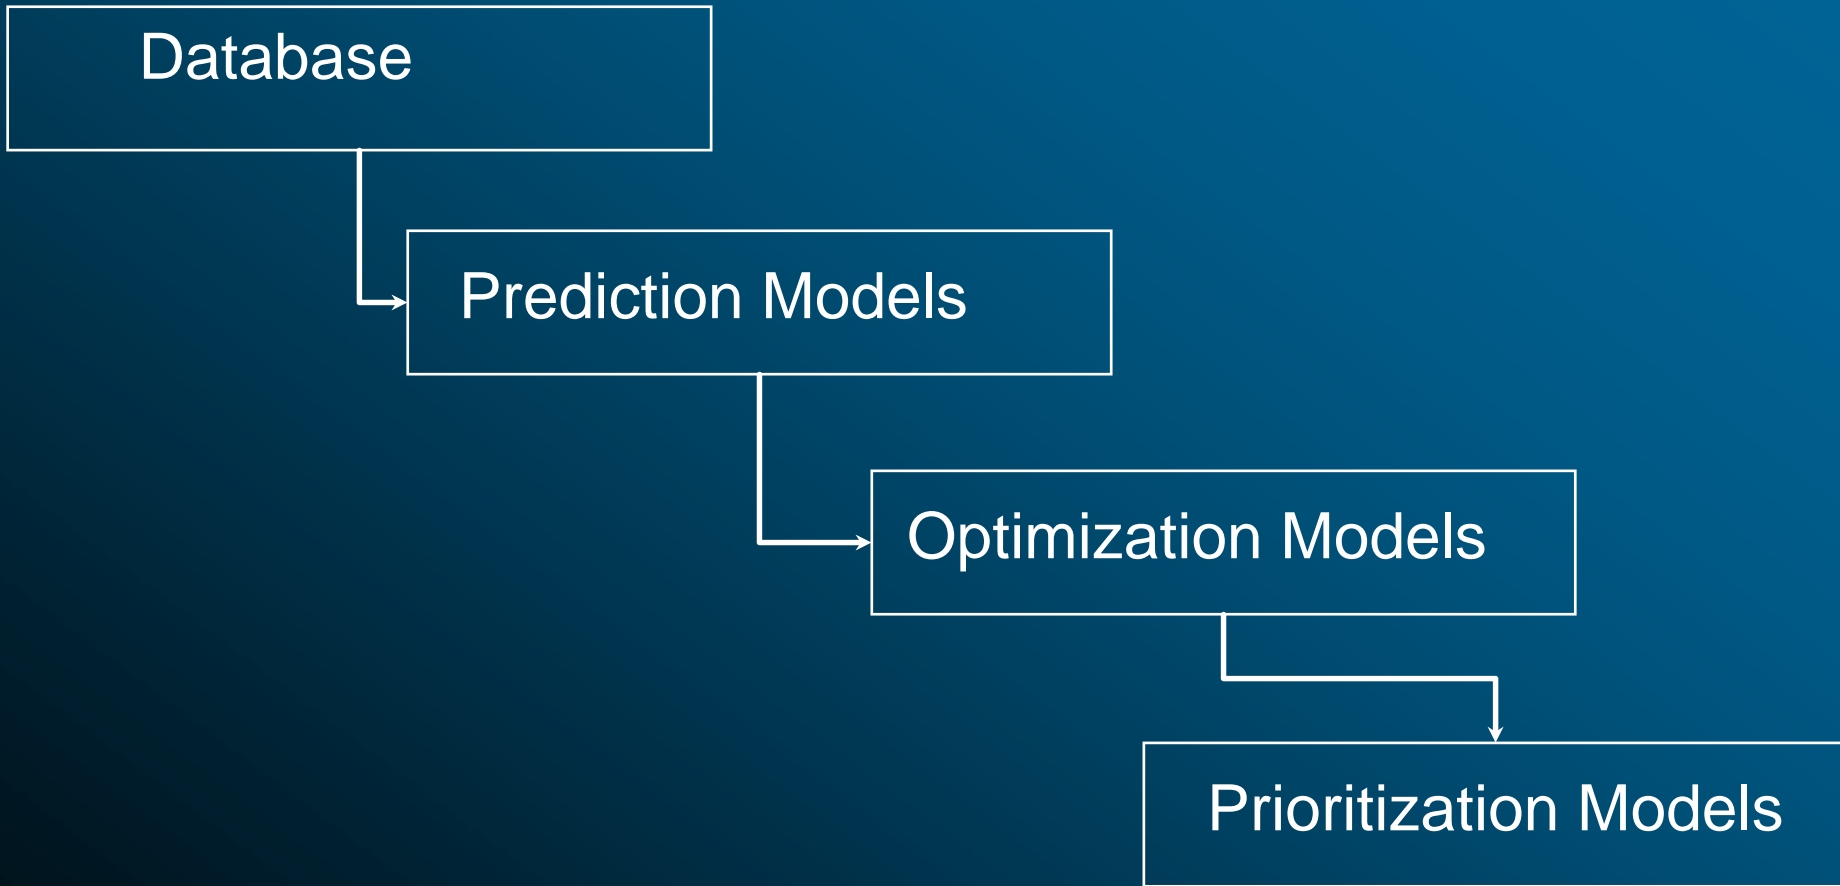 Database
Prediction Models
Optimization Models
Prioritization Models